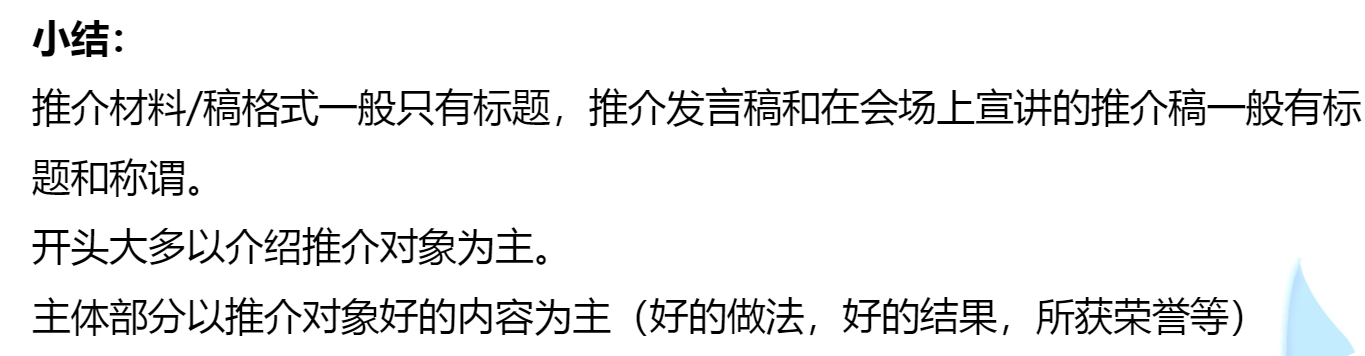 小结：
推介材料/稿格式一般只有标题，推介发言稿和在会场上宣讲的推介稿一般有标
题和称谓。
开头大多以介绍推介对象为主。
主体部分以推介对象好的内容为主（好的做法，好的结果，所获荣誉等）